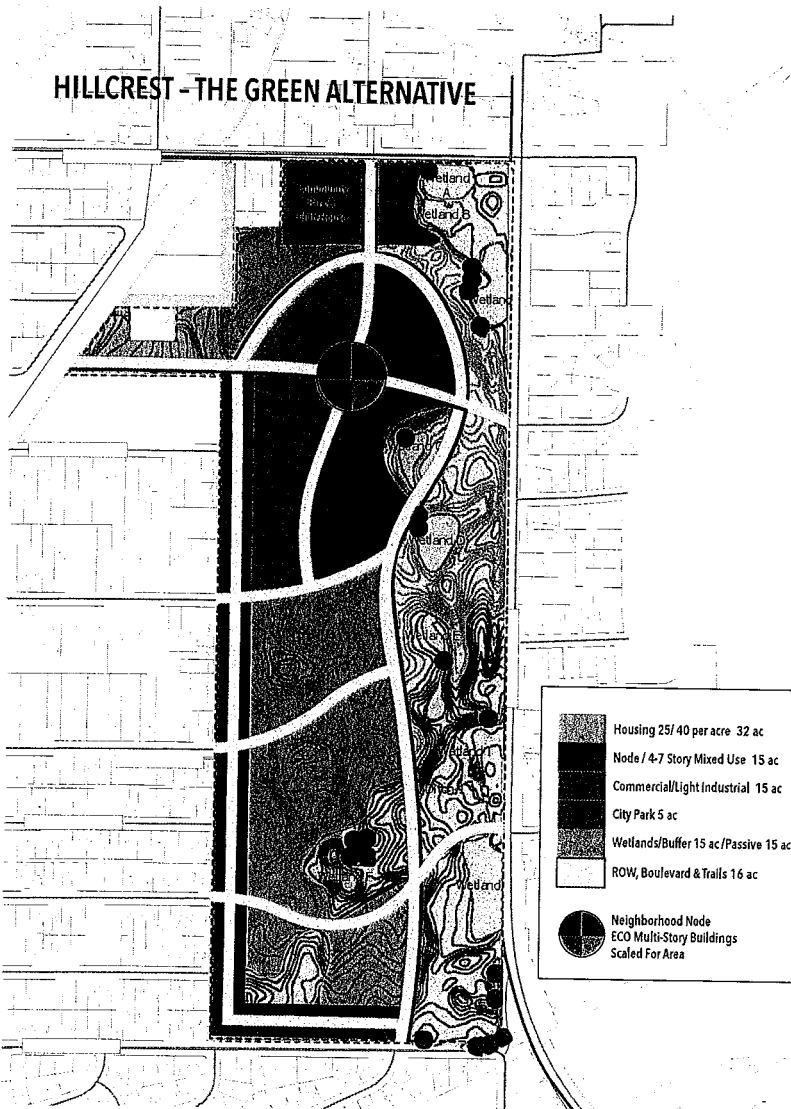 HILLCREST - THE GREEN ALTERNATIVE
Wetland
A
Wetland B
Wetland
Wetland D
Wetland E
Wetland
Wetland
Housing 25/ 40 per acre 32 ac
Node / 4-7 Story Mixed Use 15 ac
Commercial/Light Industrial 15 ac
City Park 5 ac
Wetlands/Buffer 15 ac/Passive 15 ac
ROW, Boulevard & Trails 16 ac
Neighborhood Node
ECO Multi-Story Buildings
Scaled For Area